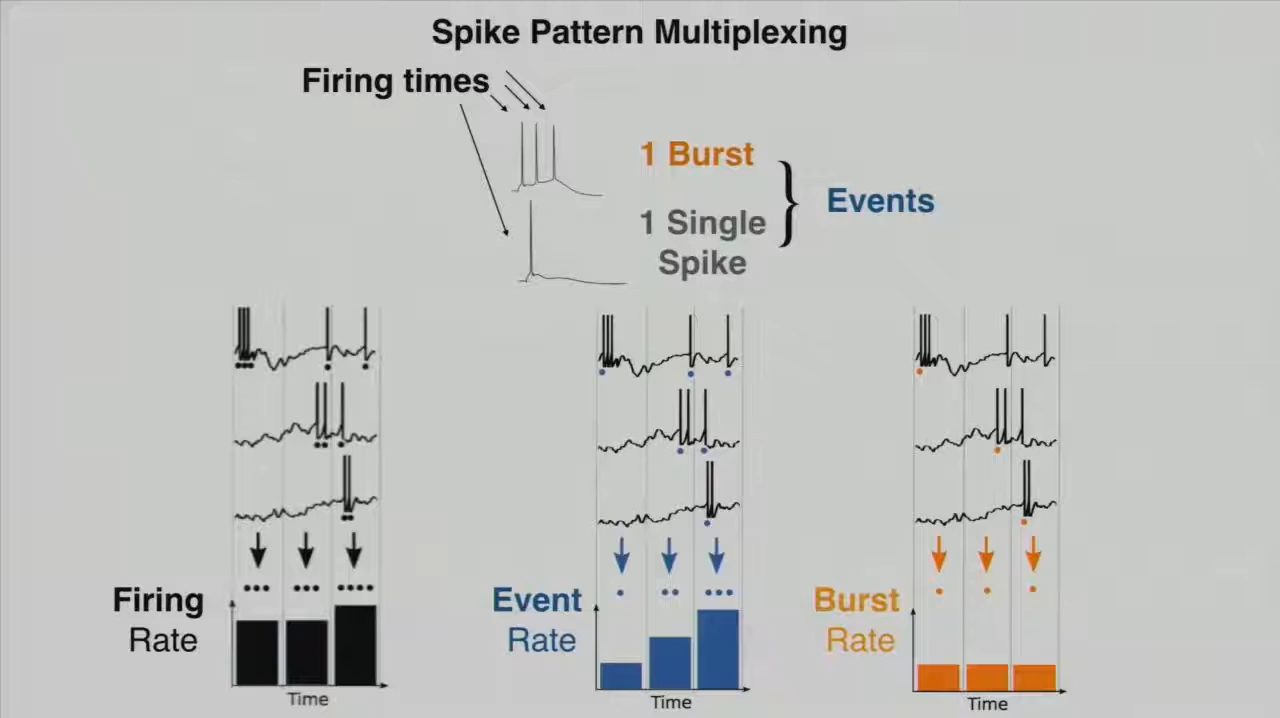 Spike Pattern Multiplexing
Firing times
1 Burst
1 Single
Spike
Events
Firing
Rate
Time
Event
Rate
Time
Burst
Rate
Time